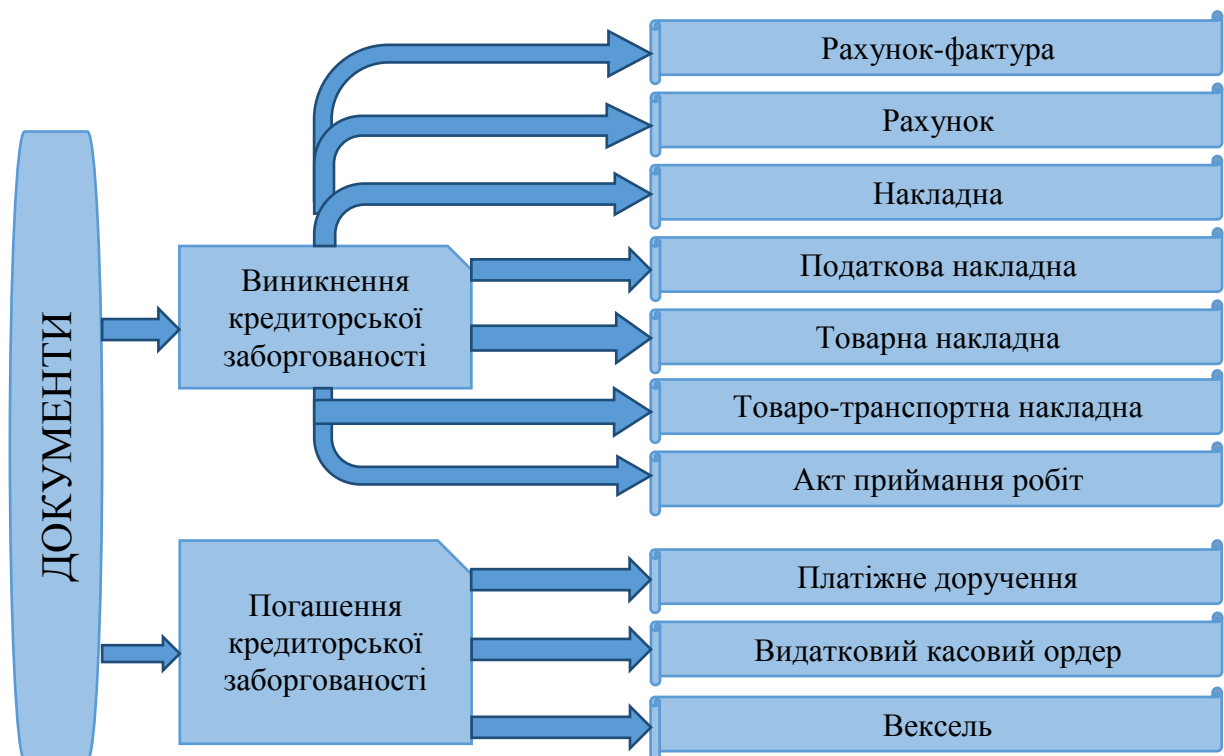 ДОКУМЕНТИ
Виникнення
кредиторської
заборгованості
Рахунок-фактура
Рахунок
Накладна
Податкова накладна
Товарна накладна
Товаро-транспортна накладна
Акт приймання робіт
Погашення
кредиторської
заборгованості
Платіжне доручення
Видатковий касовий ордер
Вексель